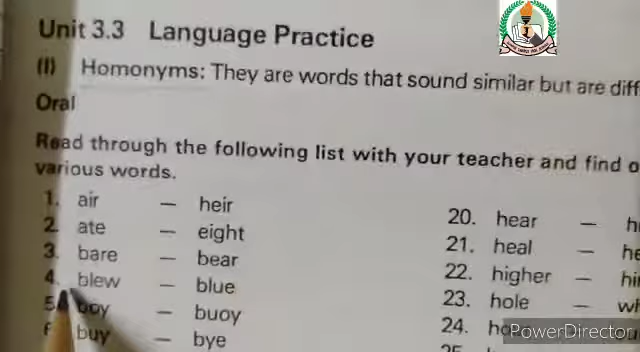 Unit 3.3 Language Practice
(I) Homonyms: They are words that sound similar but are
Oral
Read through the following list with your teacher and find
various words.
1. air – heir
2. ate – eight
3. bare – bear
4. blew – blue
boy – buoy
buy – bye
20. hear –
21. heal –
22. higher –
23. hole –
24.
PowerDirector